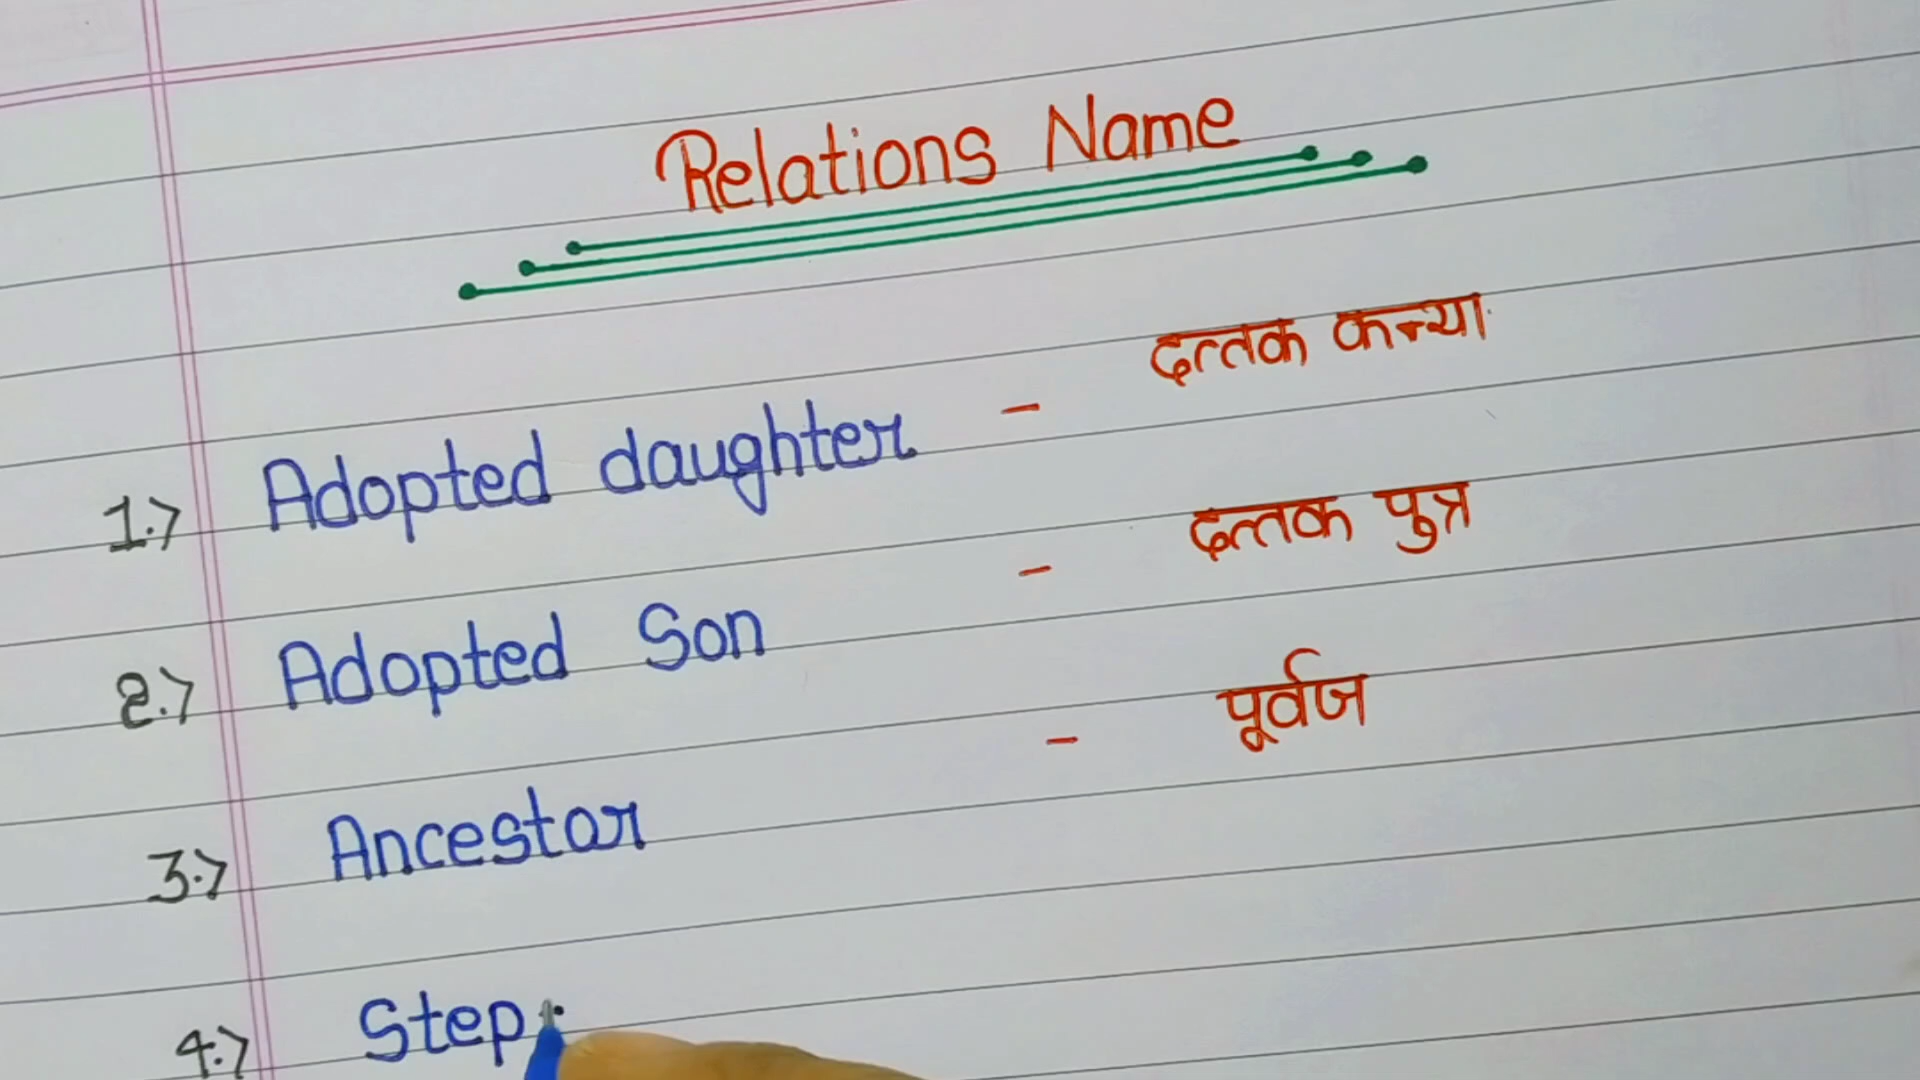 Relations Name
1.> Adopted daughter - दत्तक कन्या
2.> Adopted Son - दत्तक पुत्र
3.> Ancestor - पूर्वज
4.> Step